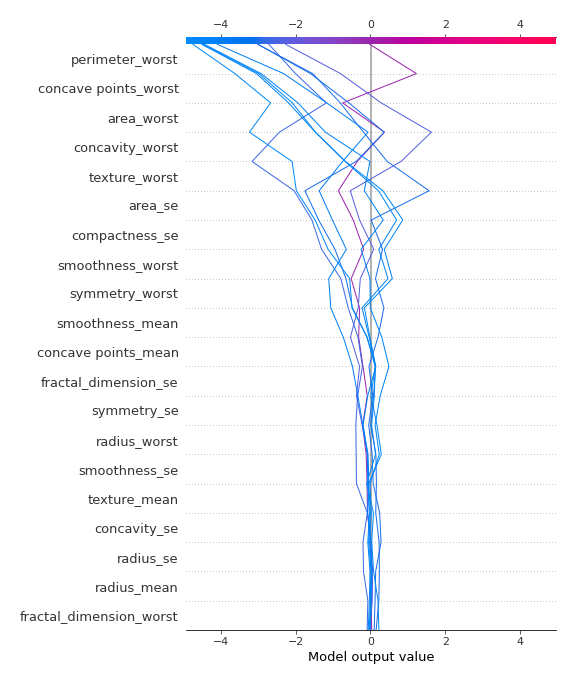 −4 −2 0 2 4
perimeter_worst
concave points_worst
area_worst
concavity_worst
texture_worst
area_se
compactness_se
smoothness_worst
symmetry_worst
smoothness_mean
concave points_mean
fractal_dimension_se
symmetry_se
radius_worst
smoothness_se
texture_mean
concavity_se
radius_se
radius_mean
fractal_dimension_worst
−4 −2 0 2 4
Model output value